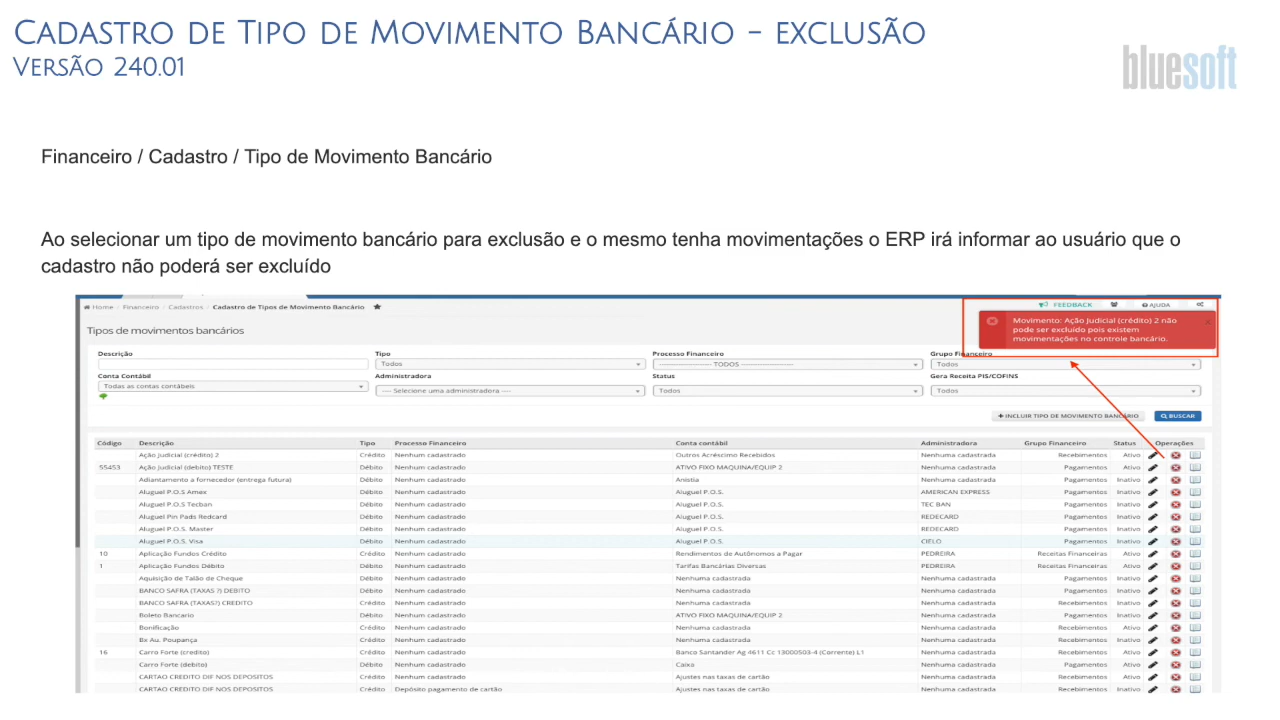 Cadastro de Tipo de Movimento Bancário - exclusão
Versão 240.01
bluesoft
Financeiro / Cadastro / Tipo de Movimento Bancário
Ao selecionar um tipo de movimento bancário para exclusão e o mesmo tenha movimentações o ERP irá informar ao usuário que o
cadastro não poderá ser excluído
Home / Financeiro / Cadastros / Cadastro de Tipos de Movimento Bancário
FEEDBACK AJUDA
Movimento: Ação Judicial (crédito) 2 não
pode ser excluído pois existem
movimentações no controle bancário.
Tipos de movimentos bancários
Descrição Tipo Processo Financeiro Grupo Financeiro
Todos TODOS Todos
Conta Contábil Administradora Status Gera Receita PIS/COFINS
Todas as contas contábeis ---- Selecione uma administradora ---- Todos Todos
+ INCLUIR TIPO DE MOVIMENTO BANCÁRIO BUSCAR
Código Descrição Tipo Processo Financeiro Conta contábil Administradora Grupo Financeiro Status Operações
Ação Judicial (crédito) 2 Crédito Nenhum cadastrado Outros Acréscimo Recebidos Nenhuma cadastrada Recebimentos Ativo
55453 Ação Judicial (debito) TESTE Débito Nenhum cadastrado ATIVO FIXO MAQUINA/EQUIP 2 Nenhuma cadastrada Pagamentos Ativo
Adiantamento a fornecedor (entrega futura) Débito Nenhum cadastrado Anistia Nenhuma cadastrada Pagamentos Inativo
Aluguel P.O.S Amex Débito Nenhum cadastrado Aluguel P.O.S. AMERICAN EXPRESS Pagamentos Inativo
Aluguel P.O.S Tecban Débito Nenhum cadastrado Aluguel P.O.S. TEC BAN Pagamentos Inativo
Aluguel Pin Pads Redcard Débito Nenhum cadastrado Aluguel P.O.S. REDECARD Pagamentos Inativo
Aluguel P.O.S. Master Débito Nenhum cadastrado Aluguel P.O.S. REDECARD Pagamentos Inativo
Aluguel P.O.S. Visa Débito Nenhum cadastrado Aluguel P.O.S. CIELO Pagamentos Inativo
10 Aplicação Fundos Crédito Crédito Nenhum cadastrado Rendimentos de Autônomos a Pagar PEDREIRA Receitas Financeiras Ativo
1 Aplicação Fundos Débito Débito Nenhum cadastrado Tarifas Bancárias Diversas PEDREIRA Receitas Financeiras Ativo
Aquisição de Talão de Cheque Débito Nenhum cadastrado Nenhuma cadastrada Nenhuma cadastrada Pagamentos Inativo
BANCO SAFRA (TAXAS ?) DEBITO Débito Nenhum cadastrado Nenhuma cadastrada Nenhuma cadastrada Pagamentos Inativo
BANCO SAFRA (TAXAS?) CREDITO Crédito Nenhum cadastrado Nenhuma cadastrada Nenhuma cadastrada Recebimentos Inativo
Boleto Bancario Débito Nenhum cadastrado ATIVO FIXO MAQUINA/EQUIP 2 Nenhuma cadastrada Pagamentos Ativo
Bonificação Crédito Nenhum cadastrado Nenhuma cadastrada Nenhuma cadastrada Recebimentos Inativo
Bx Au. Poupança Crédito Nenhum cadastrado Nenhuma cadastrada Nenhuma cadastrada Recebimentos Inativo
16 Carro Forte (credito) Crédito Nenhum cadastrado Banco Santander Ag 4611 Cc 13000503-4 (Corrente) L1 Nenhuma cadastrada Recebimentos Ativo
Carro Forte (debito) Débito Nenhum cadastrado Caixa Nenhuma cadastrada Pagamentos Ativo
CARTAO CREDITO DIF NOS DEPOSITOS Crédito Nenhum cadastrado Ajustes nas taxas de cartão Nenhuma cadastrada Recebimentos Ativo
CARTAO CREDITO DIF NOS DEPOSITOS Crédito Depósito pagamento de cartão Ajustes nas taxas de cartão Nenhuma cadastrada Recebimentos Inativo